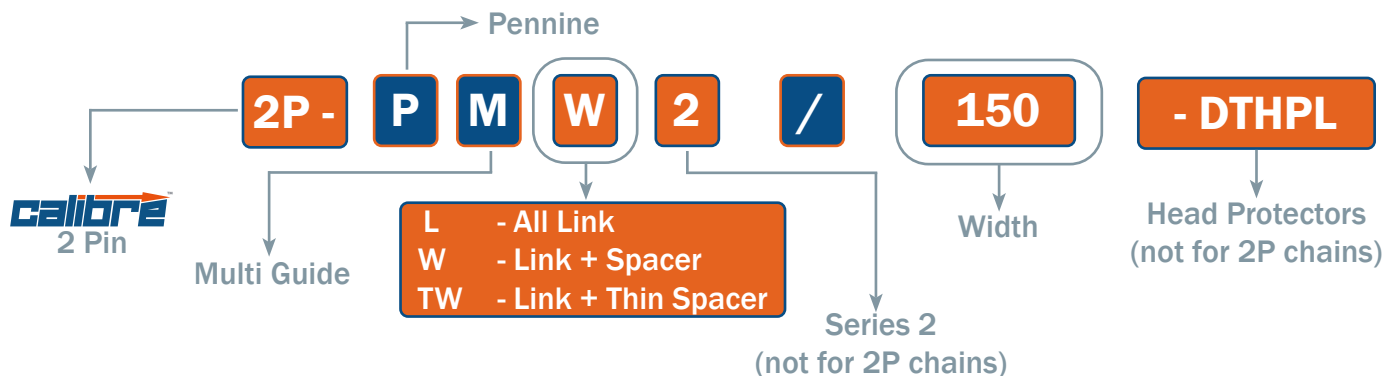 Pennine
2P - P M W 2 / 150 - DTHPL
calibre™
2 Pin
Multi Guide
L - All Link
W - Link + Spacer
TW - Link + Thin Spacer
Series 2
(not for 2P chains)
Width
Head Protectors
(not for 2P chains)